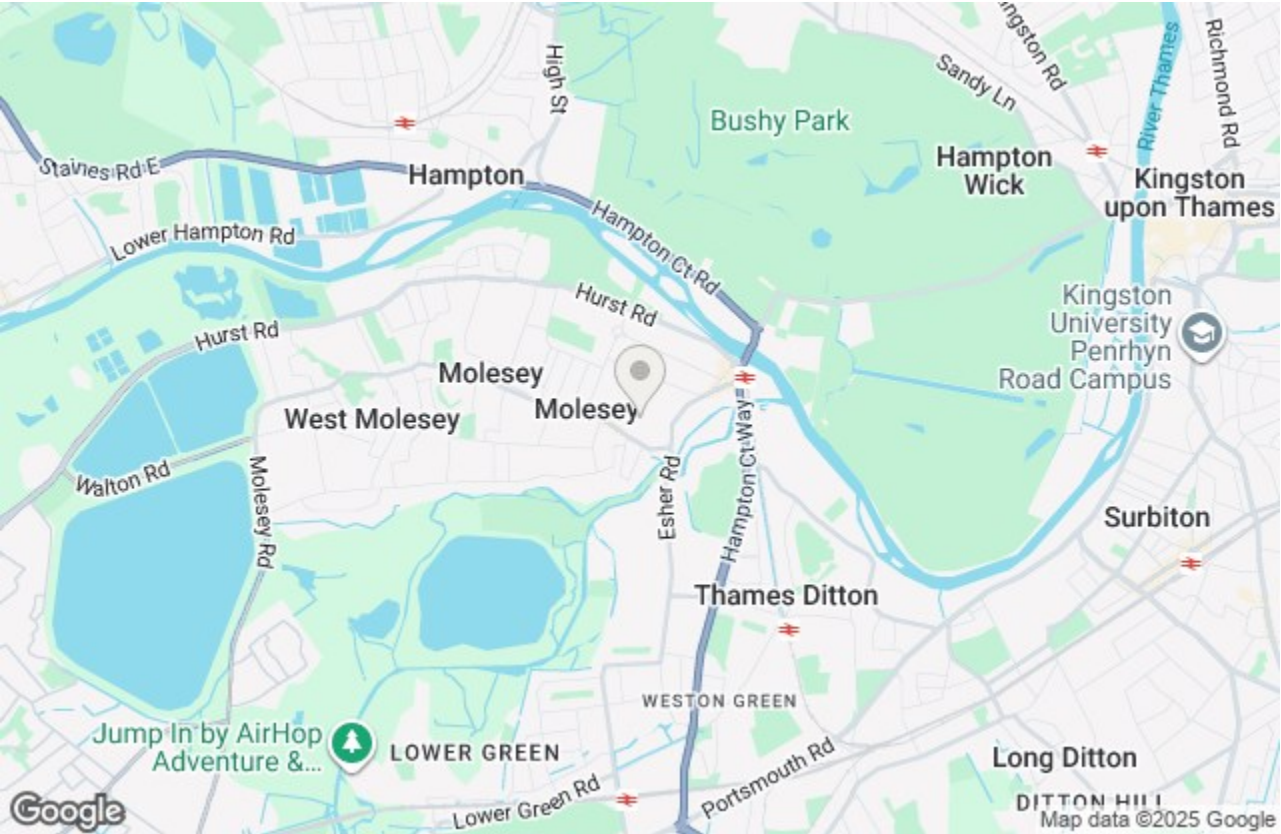 High St
ngston Rd
Richmond Rd
River Thames
Sandy Ln
Bushy Park
Staines Rd E
Hampton
Hampton
Wick
Kingston
upon Thames
Lower Hampton Rd
Hampton Ct Rd
Hurst Rd
Hurst Rd
Kingston
University
Penrhyn
Road Campus
Molesey
Molesey
West Molesey
Walton Rd
Molesey Rd
Esher Rd
Hampton Ct Way
Surbiton
Thames Ditton
WESTON GREEN
Jump In by AirHop
Adventure &...
LOWER GREEN
Portsmouth Rd
Long Ditton
Lower Green Rd
DITTON HILL
Google
Map data ©2025 Google